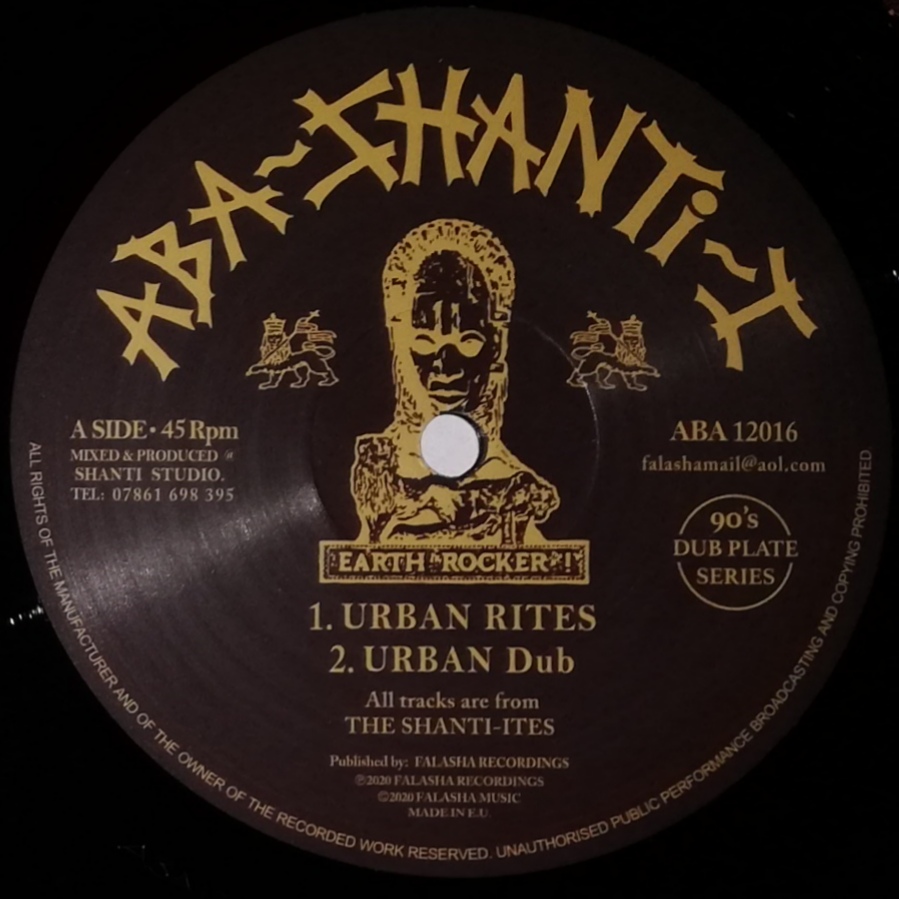 ABA~SHANTi~I
A SIDE • 45 Rpm
MIXED & PRODUCED @
SHANTI STUDIO.
TEL: 07861 698 395
ABA 12016
falashamail@aol.com
90's
DUB PLATE
SERIES
EARTH ROCKER !
1. URBAN RITES
2. URBAN Dub
All tracks are from
THE SHANTI-ITES
Published by: FALASHA RECORDINGS
℗2020 FALASHA RECORDINGS
©2020 FALASHA MUSIC
MADE IN E.U.
ALL RIGHTS OF THE MANUFACTURER AND OF THE OWNER OF THE RECORDED WORK RESERVED. UNAUTHORISED PUBLIC PERFORMANCE BROADCASTING AND COPYING PROHIBITED